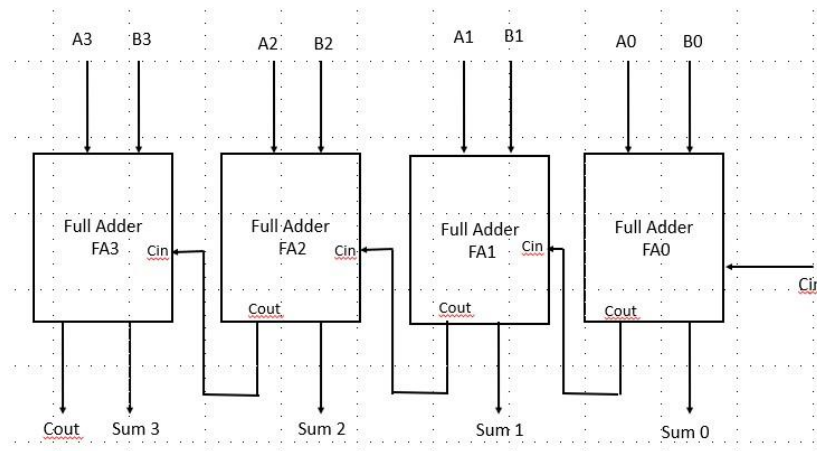 A3 B3 A2 B2 A1 B1 A0 B0
Full Adder
FA3
Cin
Full Adder
FA2
Cin
Cout
Full Adder
FA1
Cin
Cout
Full Adder
FA0
Cout
Cout Sum 3 Sum 2 Sum 1 Sum 0